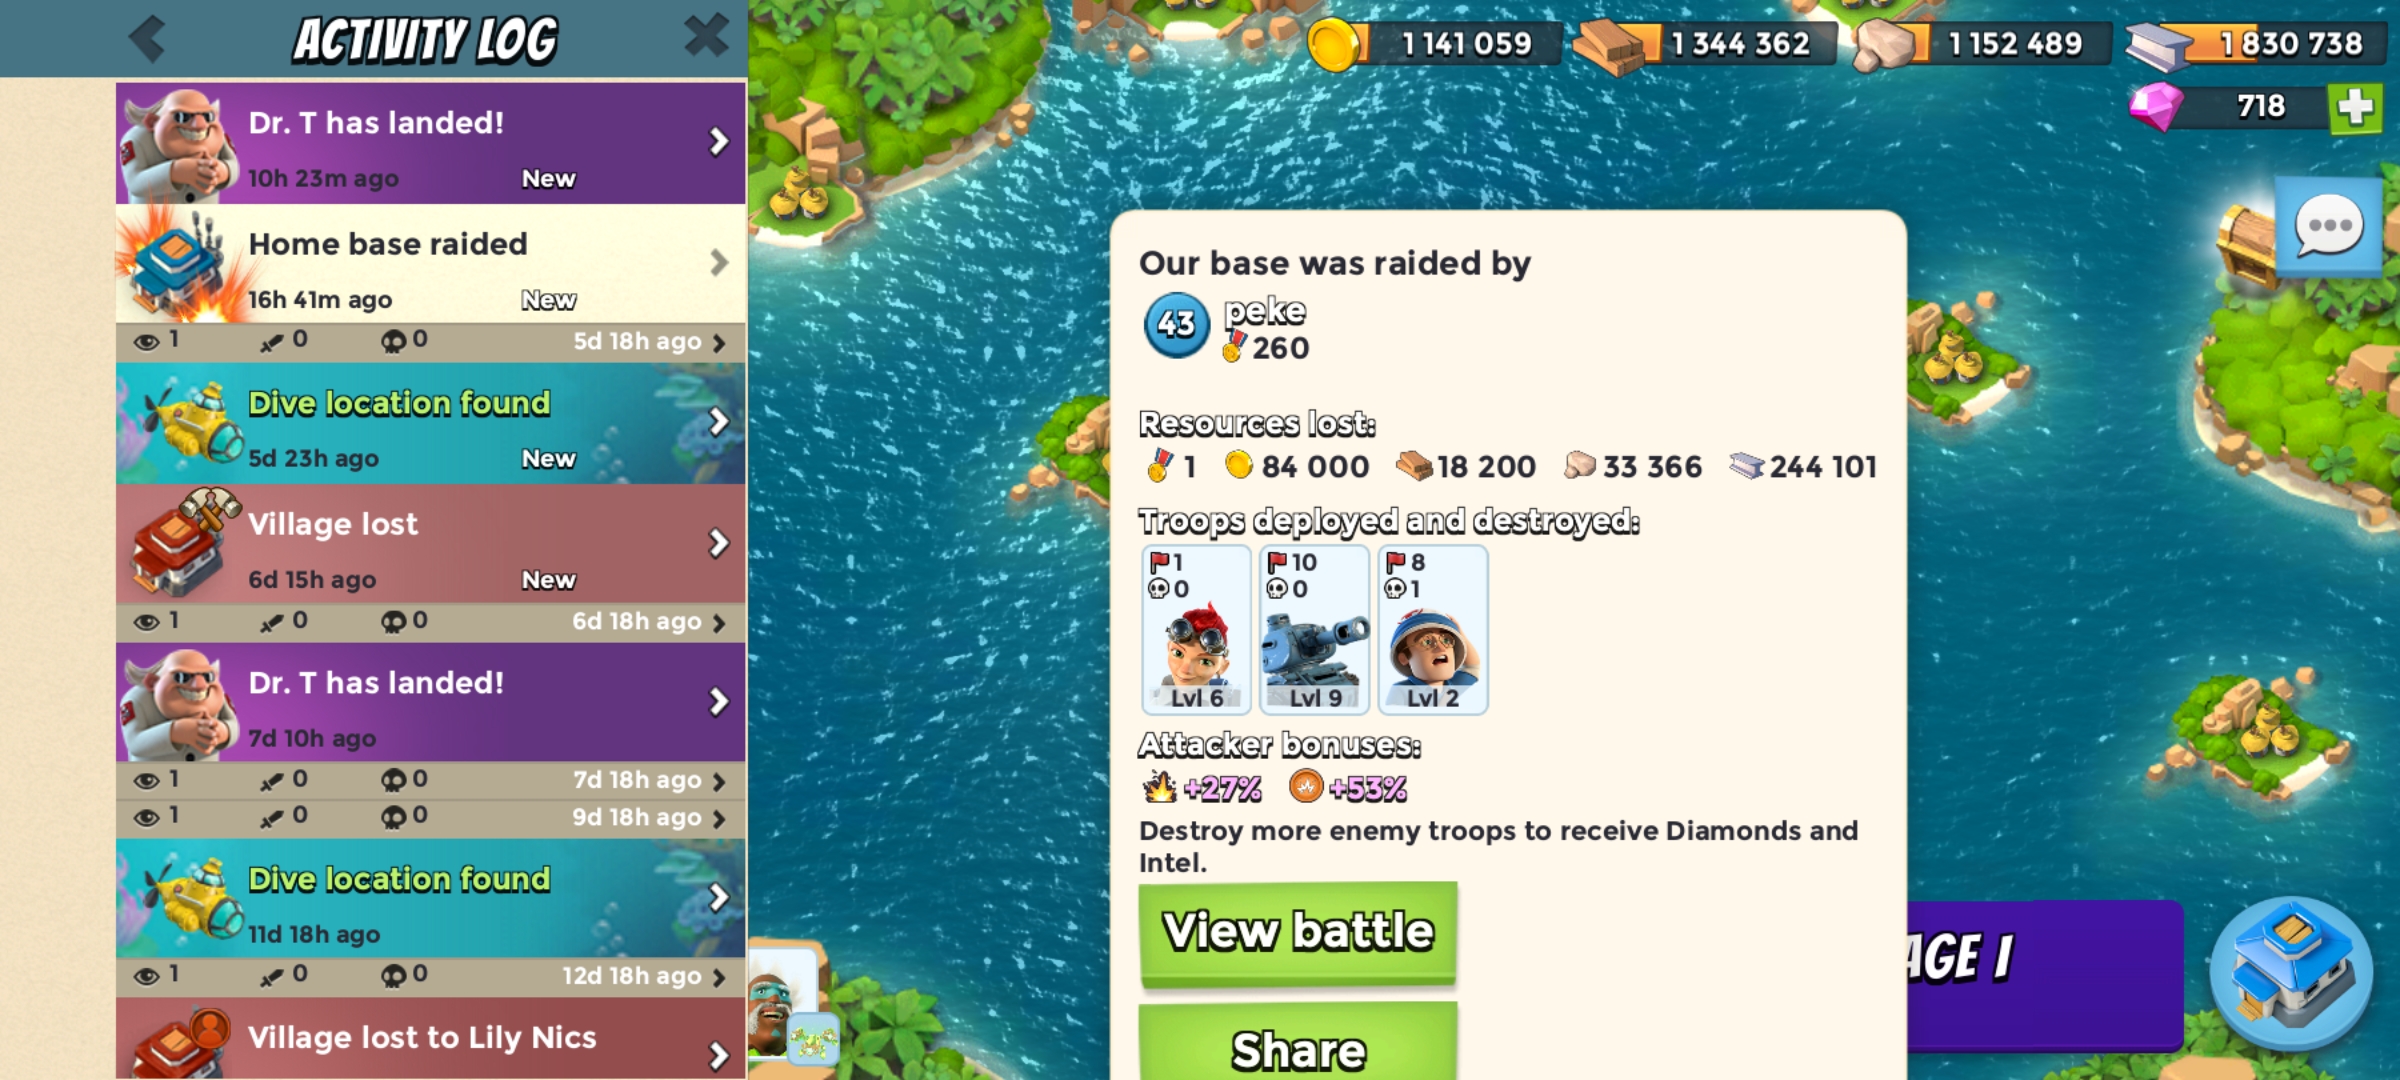 ACTIVITY LOG
Dr. T has landed!
10h 23m ago New
Home base raided
16h 41m ago New
1 0 0 5d 18h ago
Dive location found
5d 23h ago New
Village lost
6d 15h ago New
1 0 0 6d 18h ago
Dr. T has landed!
7d 10h ago
1 0 0 7d 18h ago
1 0 0 9d 18h ago
Dive location found
11d 18h ago
1 0 0 12d 18h ago
Village lost to Lily Nics
1 141 059 1 344 362 1 152 489 1 830 738
718
Our base was raided by
43 peke
260
Resources lost:
1 84 000 18 200 33 366 244 101
Troops deployed and destroyed:
1 10 8
0 0 1
Lvl 6 Lvl 9 Lvl 2
Attacker bonuses:
+27% +53%
Destroy more enemy troops to receive Diamonds and
Intel.
View battle
Share
AGE I